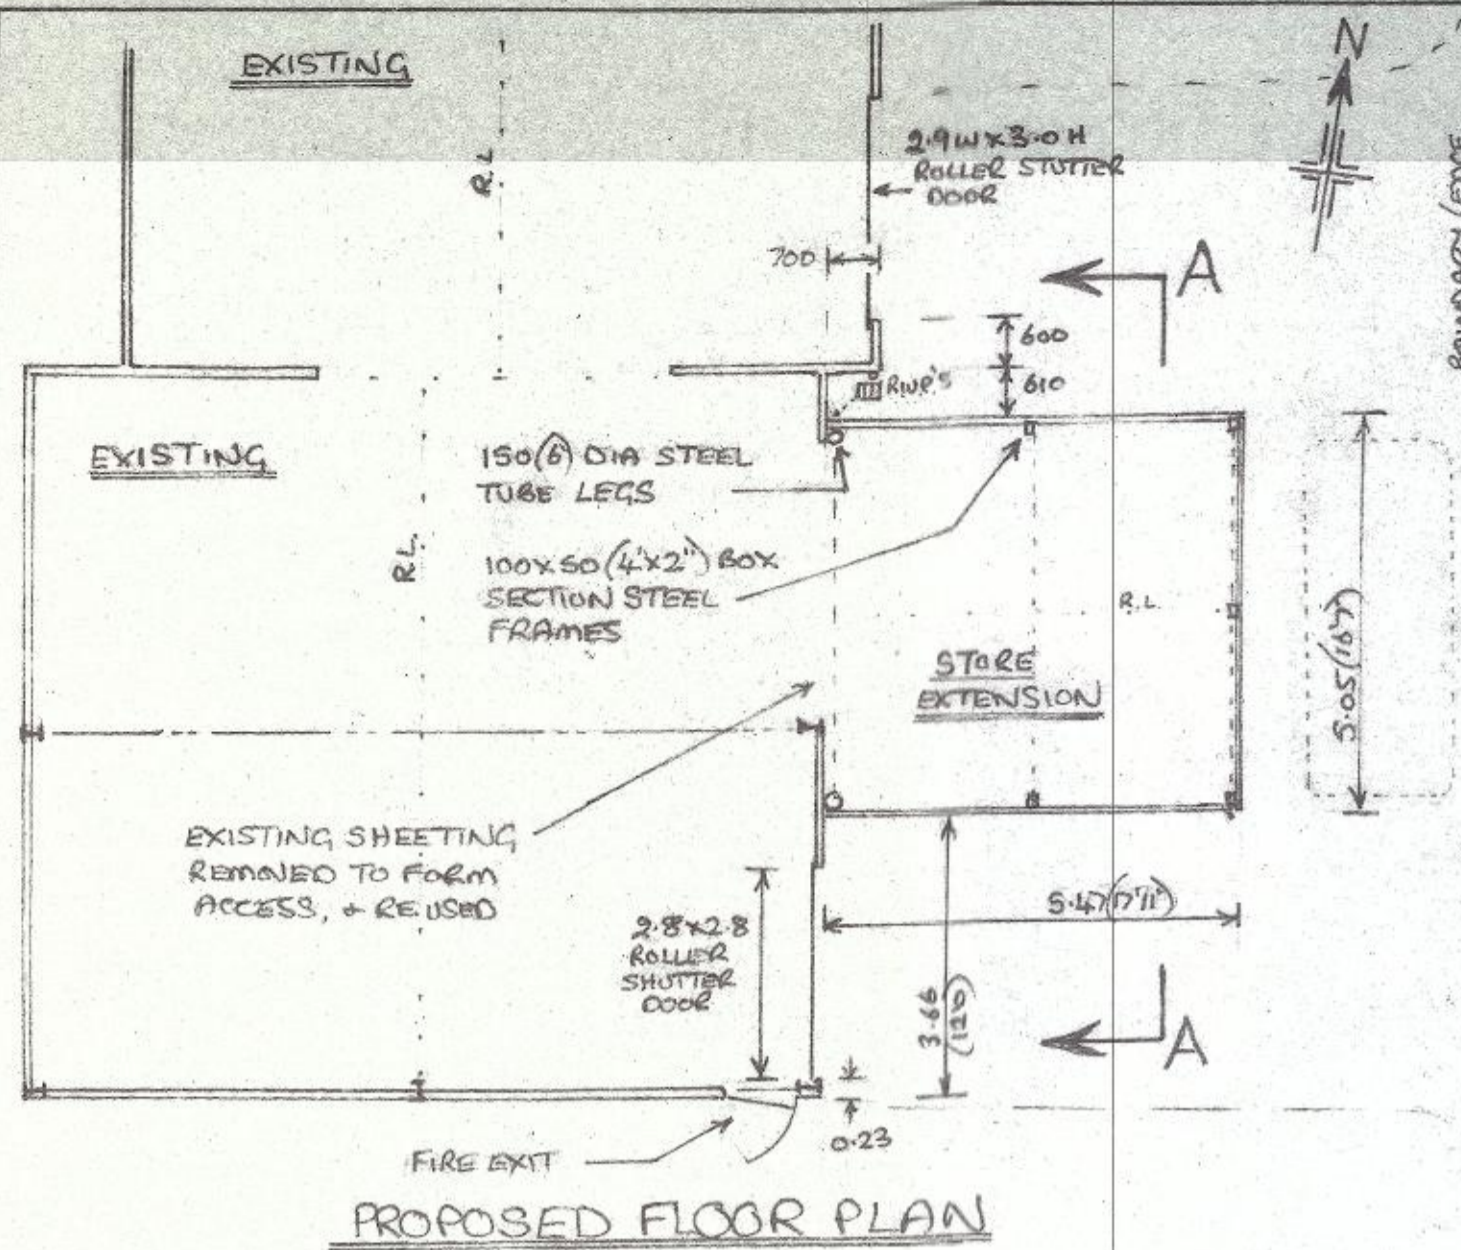 EXISTING
N
2.9W x 3.0H
ROLLER STUTTER
DOOR
R.L
700
A
600
610
RWP'S
EXISTING
150(6) DIA STEEL
TUBE LEGS
R.L.
100x50(4"x2") BOX
SECTION STEEL
FRAMES
R.L.
STORE
EXTENSION
5.05(16'7")
EXISTING SHEETING
REMOVED TO FORM
ACCESS, + RE.USED
2.8x2.8
ROLLER
SHUTTER
DOOR
5.47(17'11")
3.66
(12'0)
A
0.23
FIRE EXIT
PROPOSED FLOOR PLAN